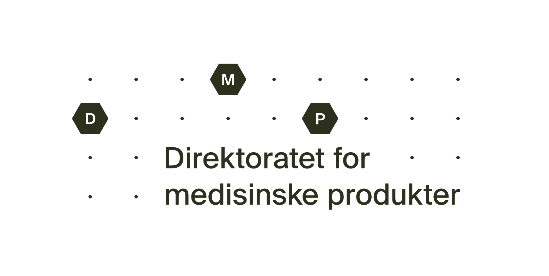 M
D P
Direktoratet for
medisinske produkter